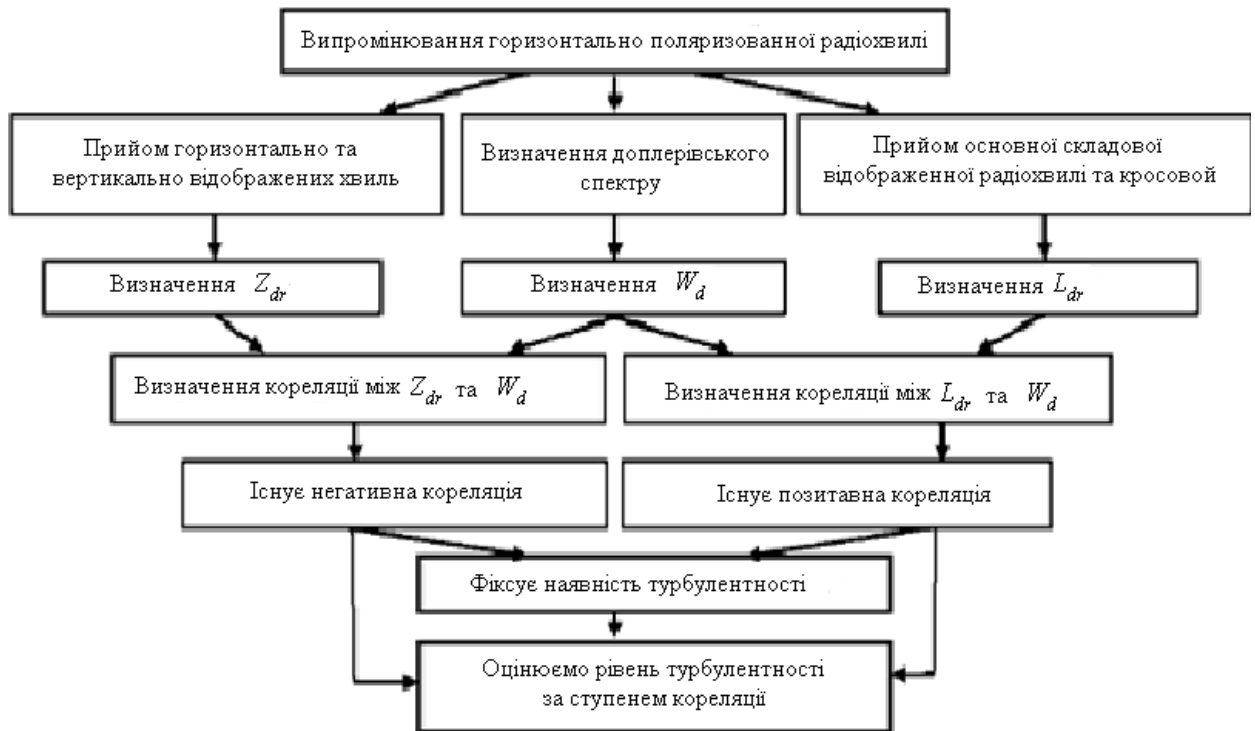 Випромінювання горизонтально поляризованної радіохвилі
Прийом горизонтально та
вертикально відображених хвиль
Визначення доплерівського
спектру
Прийом основної складової
відображенної радіохвилі та кросовой
Визначення Z_dr
Визначення W_d
Визначення L_dr
Визначення кореляції між Z_dr та W_d
Визначення кореляції між L_dr та W_d
Існує негативна кореляція
Існує позитавна кореляція
Фіксує наявність турбулентності
Оцінюємо рівень турбулентності
за ступенем кореляції